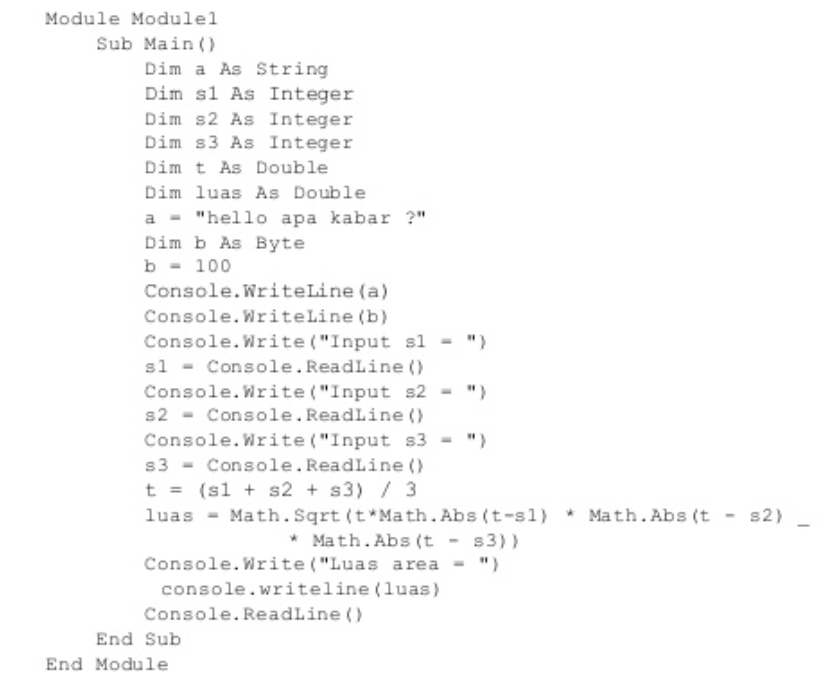 Module Module1
Sub Main()
Dim a As String
Dim s1 As Integer
Dim s2 As Integer
Dim s3 As Integer
Dim t As Double
Dim luas As Double
a = "hello apa kabar ?"
Dim b As Byte
b = 100
Console.WriteLine(a)
Console.WriteLine(b)
Console.Write("Input s1 = ")
s1 = Console.ReadLine()
Console.Write("Input s2 = ")
s2 = Console.ReadLine()
Console.Write("Input s3 = ")
s3 = Console.ReadLine()
t = (s1 + s2 + s3) / 3
luas = Math.Sqrt(t*Math.Abs(t-s1) * Math.Abs(t - s2) _
* Math.Abs(t - s3))
Console.Write("Luas area = ")
console.writeline(luas)
Console.ReadLine()
End Sub
End Module